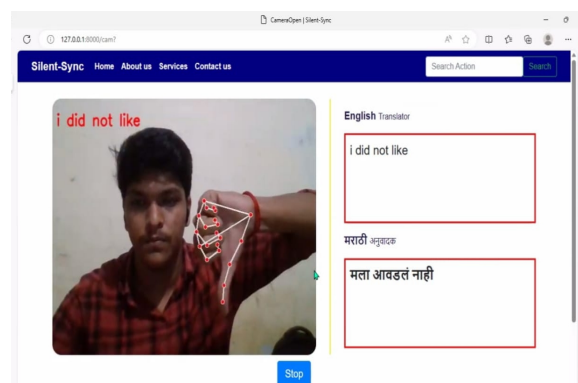 CameraOpen | Silent-Sync
127.0.0.1:8000/cam?
Silent-Sync Home About us Services Contact us Search Action Search
i did not like
English Translator
i did not like
मराठी अनुवादक
मला आवडलं नाही
Stop